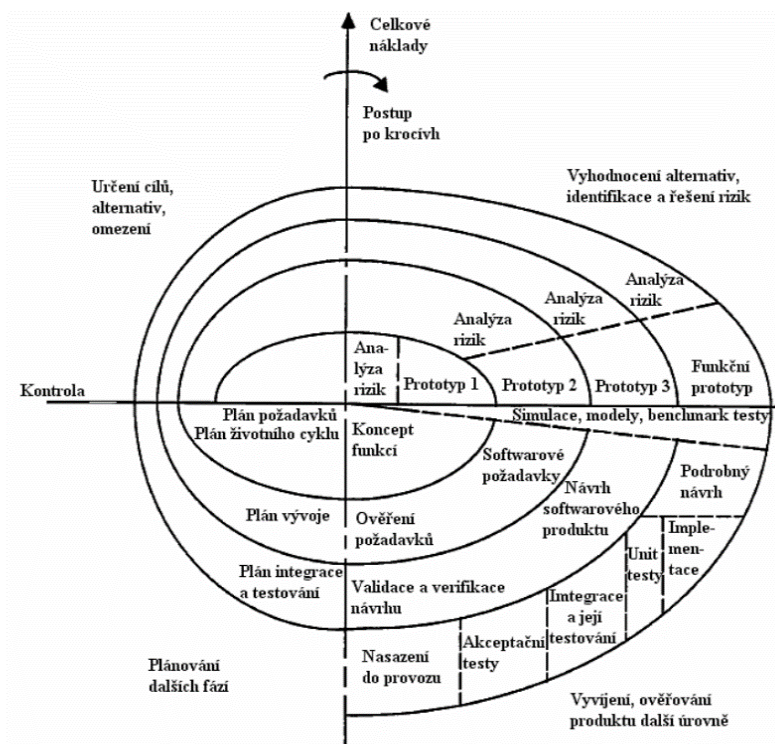 Celkové
náklady
Postup
po krocívh
Určení cílů,
alternativ,
omezení
Vyhodnocení alternativ,
identifikace a řešení rizik
Analýza
rizik
Analýza
rizik
Analýza
rizik
Ana-
lýza
rizik
Prototyp 1
Prototyp 2
Prototyp 3
Funkční
prototyp
Kontrola
Simulace, modely, benchmark testy
Plán požadavků
Plán životního cyklu
Koncept
funkcí
Softwarové
požadavky
Návrh
softwarového
produktu
Podrobný
návrh
Plán vývoje
Ověření
požadavků
Imple-
men-
tace
Unit
testy
Plán integrace
a testování
Validace a verifikace
návrhu
Imtegrace
a její
testování
Akceptační
testy
Nasazení
do provozu
Plánování
dalších fází
Vyvíjení, ověřování
produktu další úrovně